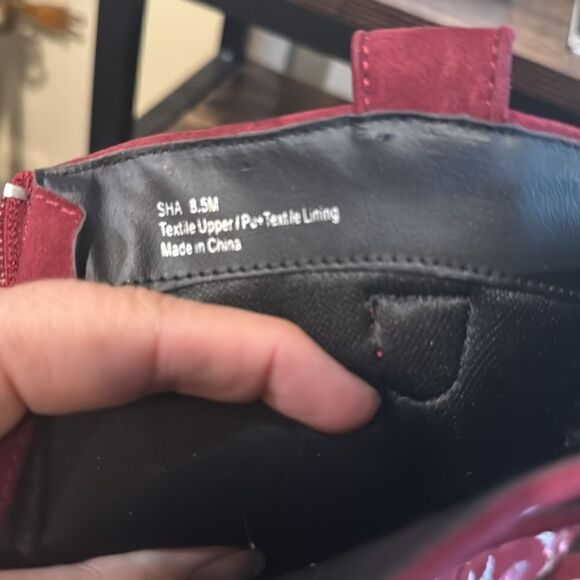 SHA 8.5M
Textile Upper / Pu+Textile Lining
Made in China